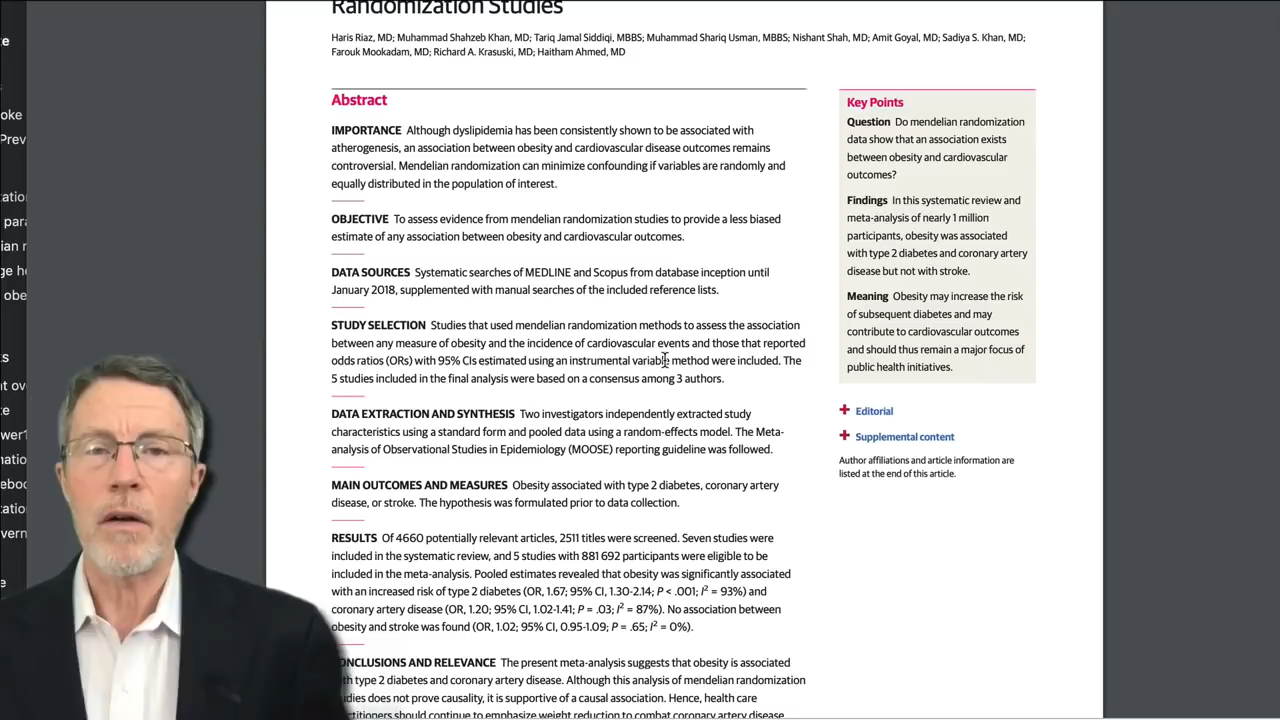 Randomization Studies
Haris Riaz, MD; Muhammad Shahzeb Khan, MD; Tariq Jamal Siddiqi, MBBS; Muhammad Shariq Usman, MBBS; Nishant Shah, MD; Amit Goyal, MD; Sadiya S. Khan, MD;
Farouk Mookadam, MD; Richard A. Krasuski, MD; Haitham Ahmed, MD
Abstract
IMPORTANCE Although dyslipidemia has been consistently shown to be associated with
atherogenesis, an association between obesity and cardiovascular disease outcomes remains
controversial. Mendelian randomization can minimize confounding if variables are randomly and
equally distributed in the population of interest.
OBJECTIVE To assess evidence from mendelian randomization studies to provide a less biased
estimate of any association between obesity and cardiovascular outcomes.
DATA SOURCES Systematic searches of MEDLINE and Scopus from database inception until
January 2018, supplemented with manual searches of the included reference lists.
STUDY SELECTION Studies that used mendelian randomization methods to assess the association
between any measure of obesity and the incidence of cardiovascular events and those that reported
odds ratios (ORs) with 95% CIs estimated using an instrumental variable method were included. The
5 studies included in the final analysis were based on a consensus among 3 authors.
DATA EXTRACTION AND SYNTHESIS Two investigators independently extracted study
characteristics using a standard form and pooled data using a random-effects model. The Meta-
analysis of Observational Studies in Epidemiology (MOOSE) reporting guideline was followed.
MAIN OUTCOMES AND MEASURES Obesity associated with type 2 diabetes, coronary artery
disease, or stroke. The hypothesis was formulated prior to data collection.
RESULTS Of 4660 potentially relevant articles, 2511 titles were screened. Seven studies were
included in the systematic review, and 5 studies with 881 692 participants were eligible to be
included in the meta-analysis. Pooled estimates revealed that obesity was significantly associated
with an increased risk of type 2 diabetes (OR, 1.67; 95% CI, 1.30-2.14; P < .001; I² = 93%) and
coronary artery disease (OR, 1.20; 95% CI, 1.02-1.41; P = .03; I² = 87%). No association between
obesity and stroke was found (OR, 1.02; 95% CI, 0.95-1.09; P = .65; I² = 0%).
ONCLUSIONS AND RELEVANCE The present meta-analysis suggests that obesity is associated
th type 2 diabetes and coronary artery disease. Although this analysis of mendelian randomization
udies does not prove causality, it is supportive of a causal association. Hence, health care
ctitioners should continue to emphasize weight reduction to combat coronary artery disease
Key Points
Question Do mendelian randomization
data show that an association exists
between obesity and cardiovascular
outcomes?
Findings In this systematic review and
meta-analysis of nearly 1 million
participants, obesity was associated
with type 2 diabetes and coronary artery
disease but not with stroke.
Meaning Obesity may increase the risk
of subsequent diabetes and may
contribute to cardiovascular outcomes
and should thus remain a major focus of
public health initiatives.
+ Editorial
+ Supplemental content
Author affiliations and article information are
listed at the end of this article.